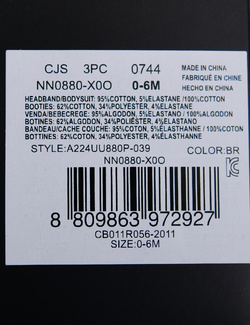 CJS 3PC 0744
MADE IN CHINA
FABRIQUÉ EN CHINE
HECHO EN CHINA
NN0880-X0O 0-6M
HEADBAND/BODYSUIT: 95%COTTON, 5%ELASTANE /100%COTTON
BOOTIES: 62%COTTON, 34%POLYESTER, 4%ELASTANE
VENDA/BEBECREGE: 95%ALGODON, 5%ELASTANO / 100%ALGODON
BOTINES: 62%ALGODON, 34%POLIÉSTER, 4%ELASTANO
BANDEAU/CACHE COUCHE: 95%COTON, 5%ELASTHANNE/100%COTON
BOTTINES: 62%COTON, 34%POLYESTER, 4%ÉLASTHANNE
STYLE:A224UU880P-039 COLOR:BR
NN0880-X0O
8 809863 972927
CB011R056-2011
SIZE:0-6M